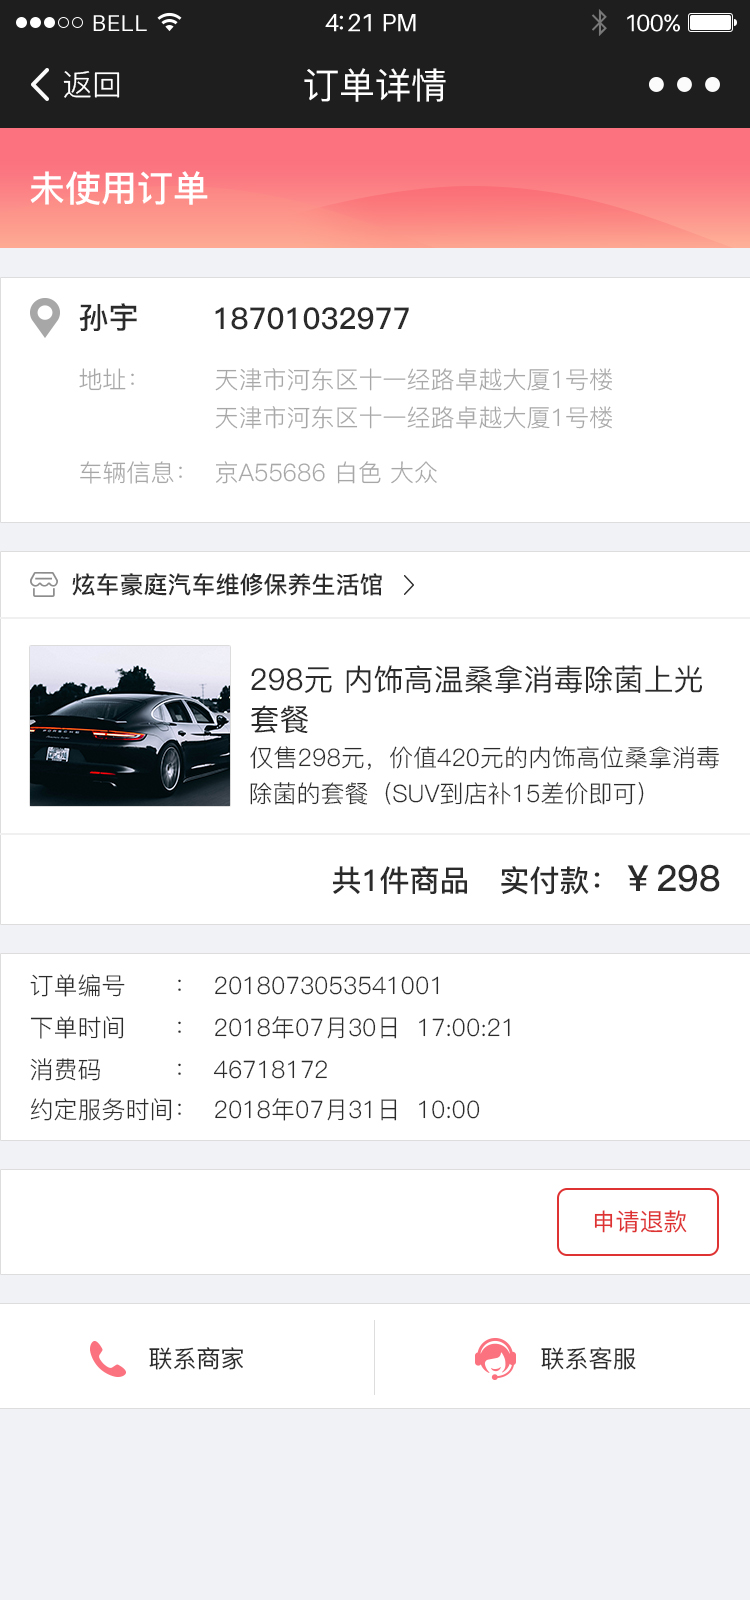 BELL 4:21 PM 100%
返回 订单详情
未使用订单
孙宇 18701032977
地址： 天津市河东区十一经路卓越大厦1号楼
天津市河东区十一经路卓越大厦1号楼
车辆信息： 京A55686 白色 大众
炫车豪庭汽车维修保养生活馆
298元 内饰高温桑拿消毒除菌上光
套餐
仅售298元，价值420元的内饰高位桑拿消毒
除菌的套餐（SUV到店补15差价即可）
PORSCHE
共1件商品 实付款： ¥298
订单编号 ： 2018073053541001
下单时间 ： 2018年07月30日 17:00:21
消费码 ： 46718172
约定服务时间： 2018年07月31日 10:00
申请退款
联系商家 联系客服